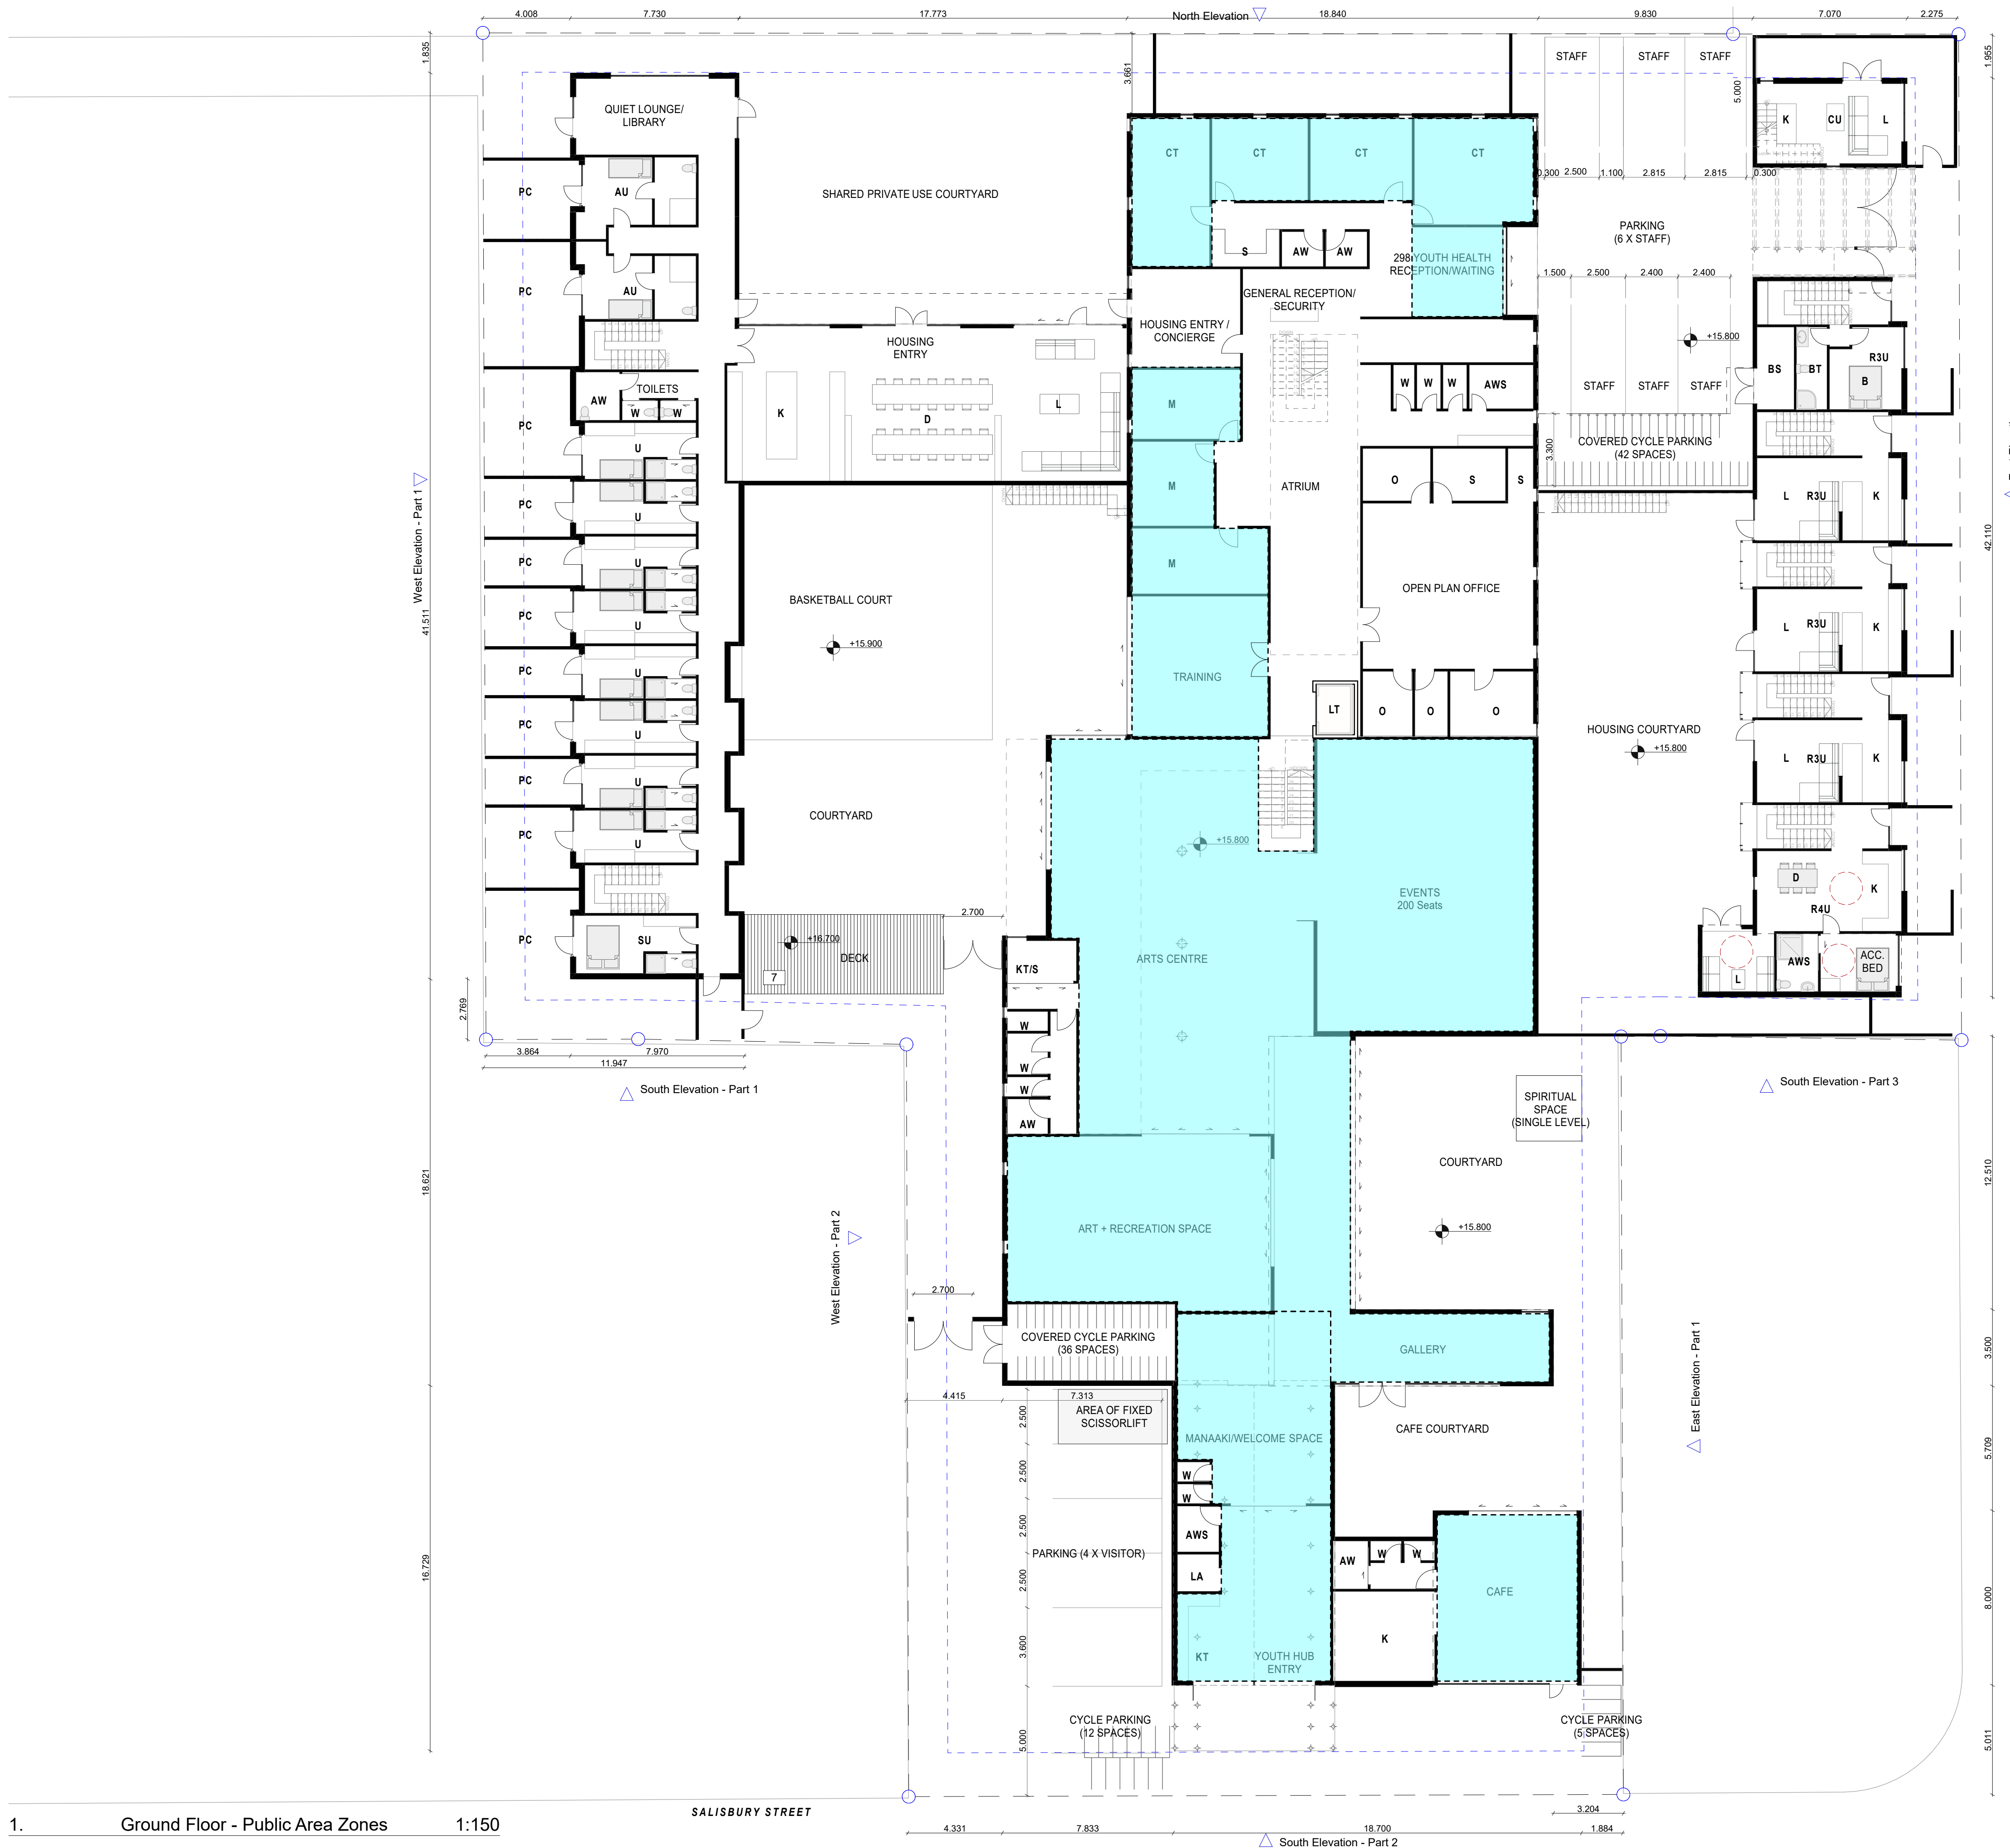 4.008 7.730 17.773 North Elevation 18.840 9.830 7.070 2.275
1.835
3.661
5.000
1.955
STAFF STAFF STAFF
QUIET LOUNGE/
LIBRARY
K CU L
CT CT CT CT
0.300 2.500 1.100 2.815 2.815 0.300
PC AU
SHARED PRIVATE USE COURTYARD
PARKING
(6 X STAFF)
S AW AW
298 YOUTH HEALTH
RECEPTION/WAITING
1.500 2.500 2.400 2.400
PC AU
GENERAL RECEPTION/
SECURITY
HOUSING ENTRY /
CONCIERGE
+15.800
HOUSING
ENTRY
BS BT R3U
B
TOILETS
AW W W
K D L
M
W W W AWS
STAFF STAFF STAFF
PC
U
COVERED CYCLE PARKING
(42 SPACES)
3.300
West Elevation - Part 1
41.511
42.110
M
ATRIUM
O S S
L R3U K
PC
U
PC
U
M
OPEN PLAN OFFICE
BASKETBALL COURT
+15.900
PC
U
L R3U K
PC
U
TRAINING
LT
O O O
PC
U
HOUSING COURTYARD
+15.800
L R3U K
PC
U
COURTYARD
+15.800
PC
U
EVENTS
200 Seats
D K
R4U
2.700
PC
SU
+16.700
DECK
7
KT/S
ARTS CENTRE
L AWS ACC.
BED
2.769
W
W
W
AW
3.864 7.970
11.947
South Elevation - Part 1
South Elevation - Part 3
SPIRITUAL
SPACE
(SINGLE LEVEL)
COURTYARD
18.621
12.510
ART + RECREATION SPACE
+15.800
West Elevation - Part 2
2.700
COVERED CYCLE PARKING
(36 SPACES)
GALLERY
3.500
East Elevation - Part 1
4.415 7.313
AREA OF FIXED
SCISSORLIFT
2.500
MANAAKI/WELCOME SPACE
CAFE COURTYARD
5.709
2.500
W
W
2.500
AWS
PARKING (4 X VISITOR)
AW W W
16.729
2.500
LA
CAFE
8.000
3.600
K
KT
YOUTH HUB
ENTRY
CYCLE PARKING
(12 SPACES)
CYCLE PARKING
(5 SPACES)
5.000
5.011
SALISBURY STREET
3.204
1. Ground Floor - Public Area Zones 1:150
4.331 7.833 18.700 1.884
South Elevation - Part 2